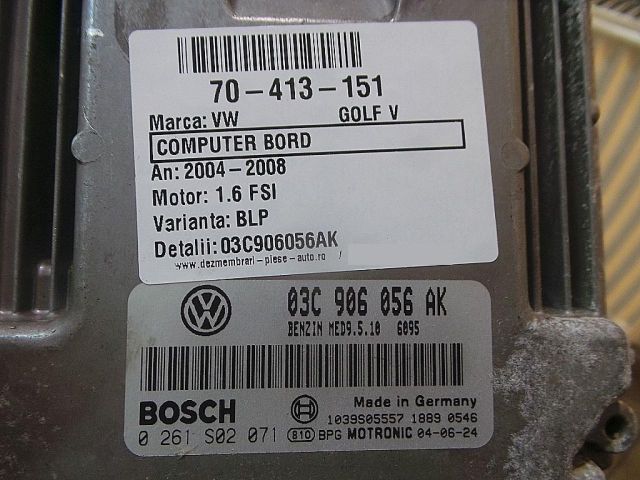 70-413-151
Marca: VW GOLF V
COMPUTER BORD
An: 2004-2008
Motor: 1.6 FSI
Varianta: BLP
Detalii: 03C906056AK
www.dezmembrari-piese-auto.ro /
03C 906 056 AK
BENZIN MED9.5.10 6095
BOSCH
Made in Germany
1039S05557 1889 0546
0 261 S02 071 810 BPG MOTRONIC 04-06-24